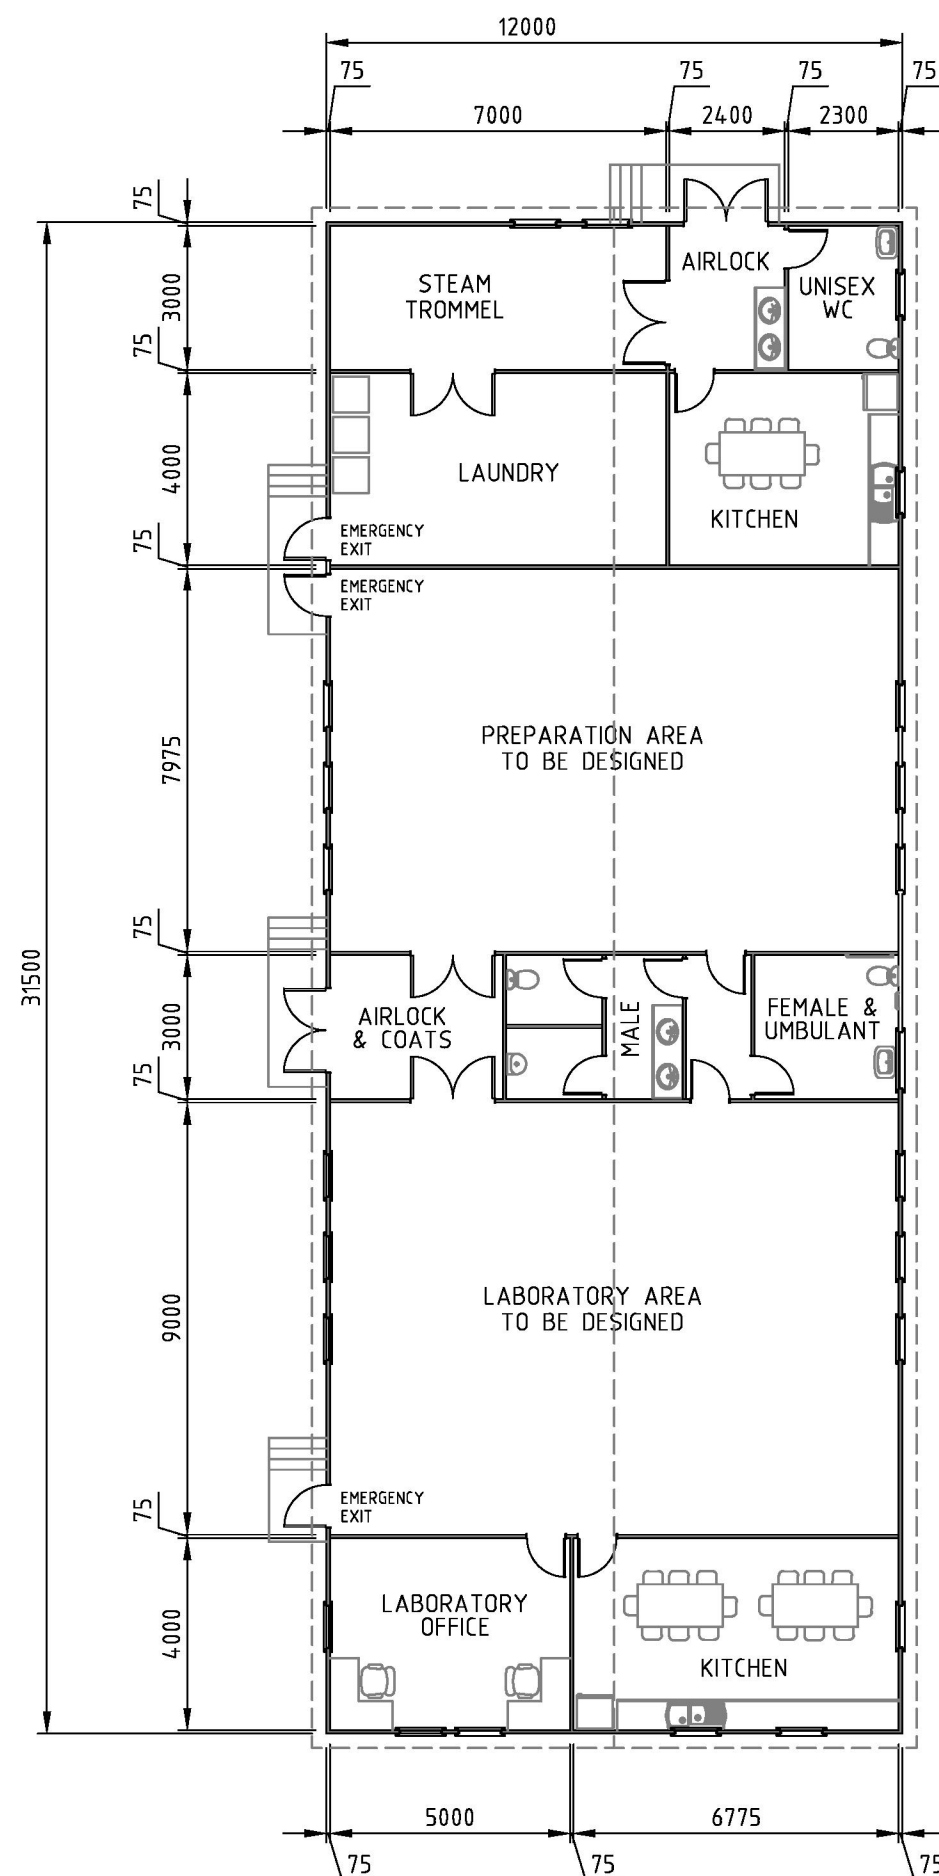 12000
75
75
75
75
7000
2400
2300
75
3000
75
4000
75
7975
75
3000
75
9000
75
4000
31500
AIRLOCK
STEAM
TROMMEL
UNISEX
WC
LAUNDRY
KITCHEN
EMERGENCY
EXIT
EMERGENCY
EXIT
PREPARATION AREA
TO BE DESIGNED
AIRLOCK
& COATS
MALE
FEMALE &
UMBULANT
LABORATORY AREA
TO BE DESIGNED
EMERGENCY
EXIT
LABORATORY
OFFICE
KITCHEN
5000
6775
75
75
75